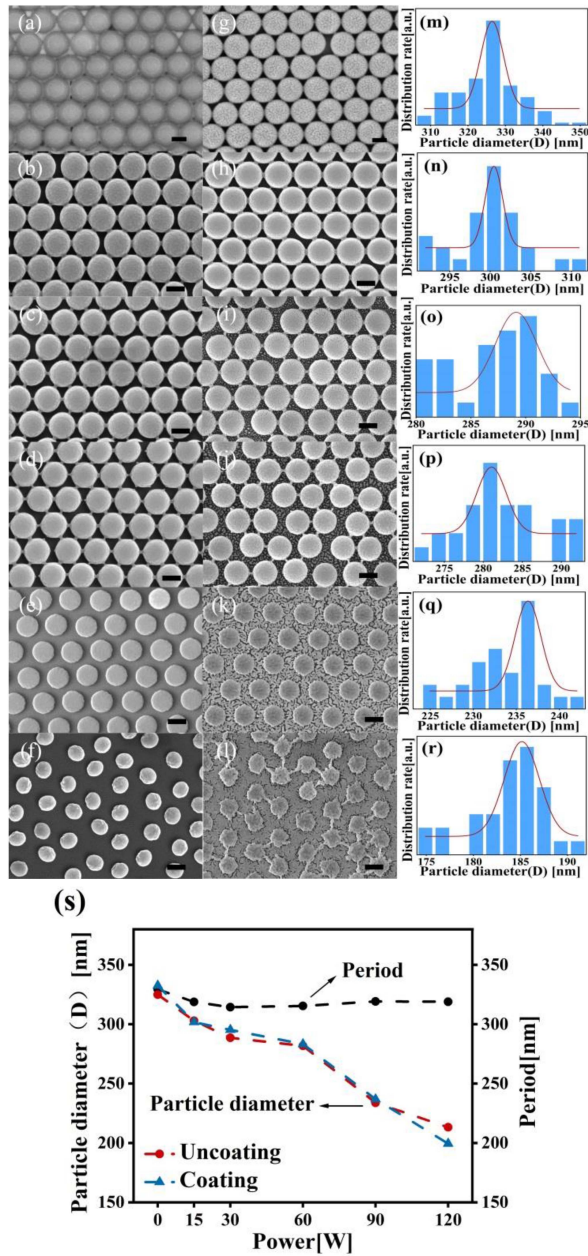 (a)
(g)
(m)
Distribution rate[a.u.]
310 320 330 340 350
Particle diameter(D) [nm]
(b)
(h)
(n)
Distribution rate[a.u.]
295 300 305 310
Particle diameter(D) [nm]
(c)
(i)
(o)
Distribution rate[a.u.]
280 285 290 295
Particle diameter(D) [nm]
(d)
(j)
(p)
Distribution rate[a.u.]
275 280 285 290
Particle diameter(D) [nm]
(e)
(k)
(q)
Distribution rate[a.u.]
225 230 235 240
Particle diameter(D) [nm]
(f)
(l)
(r)
Distribution rate[a.u.]
175 180 185 190
Particle diameter(D) [nm]
(s)
Particle diameter（D）[nm]
350
300
250
200
150
Period
Particle diameter
Uncoating
Coating
350
300
250
200
150
Period[nm]
0 15 30 60 90 120
Power[W]